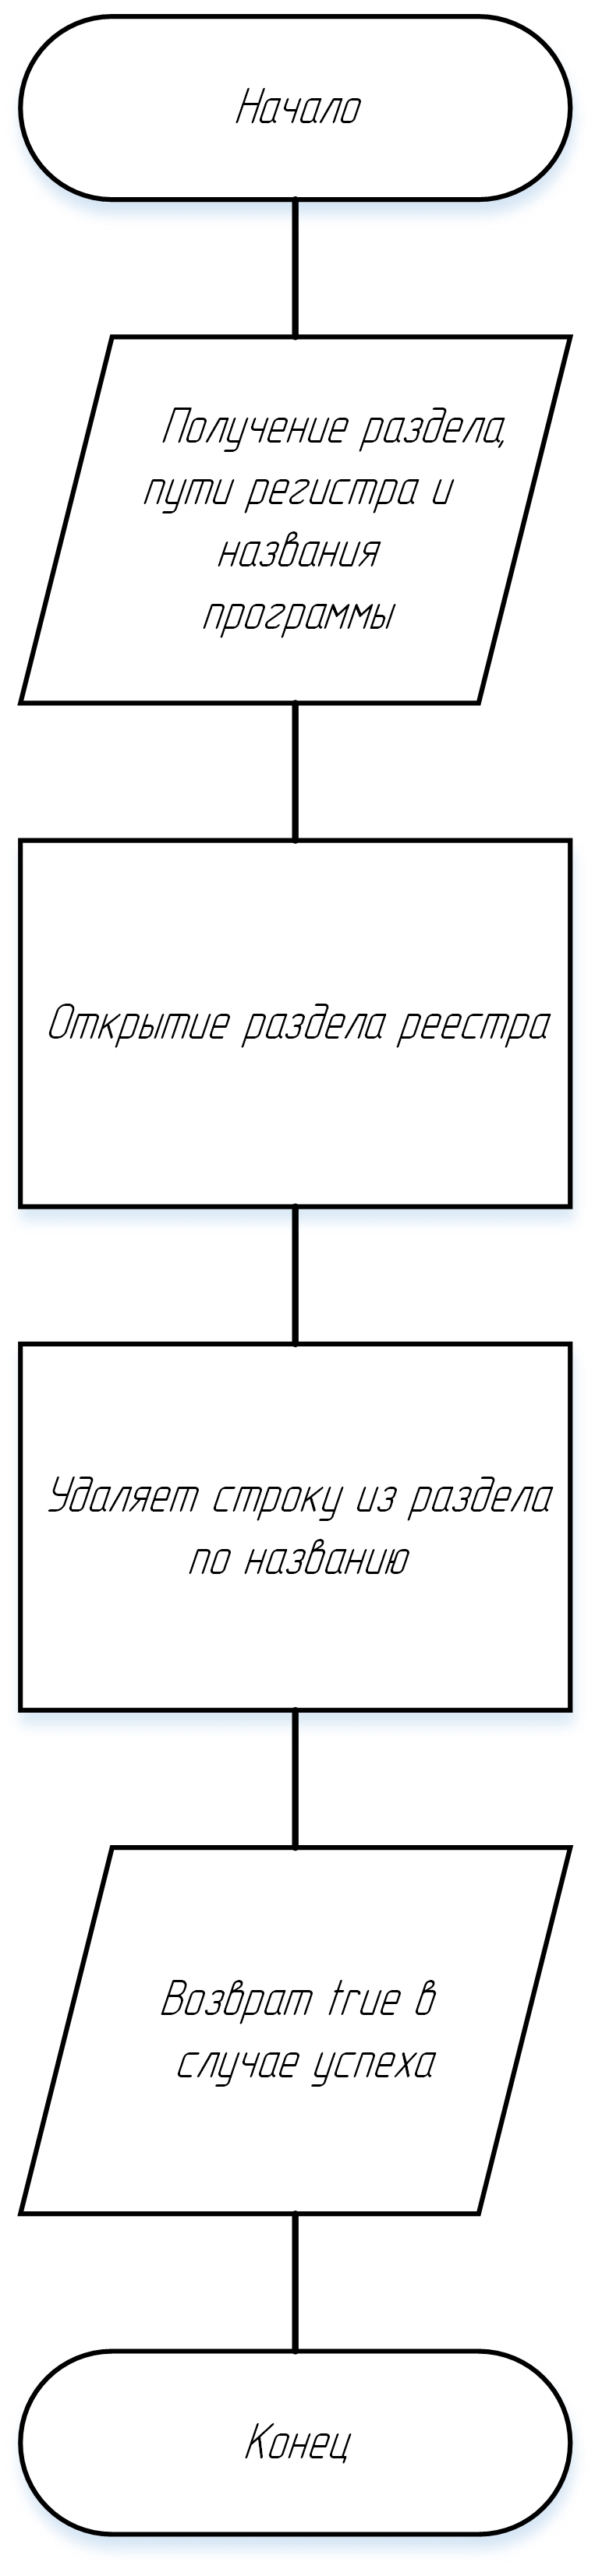 Начало
Получение раздела,
пути регистра и
названия
программы
Открытие раздела реестра
Удаляет строку из раздела
по названию
Возврат true в
случае успеха
Конец